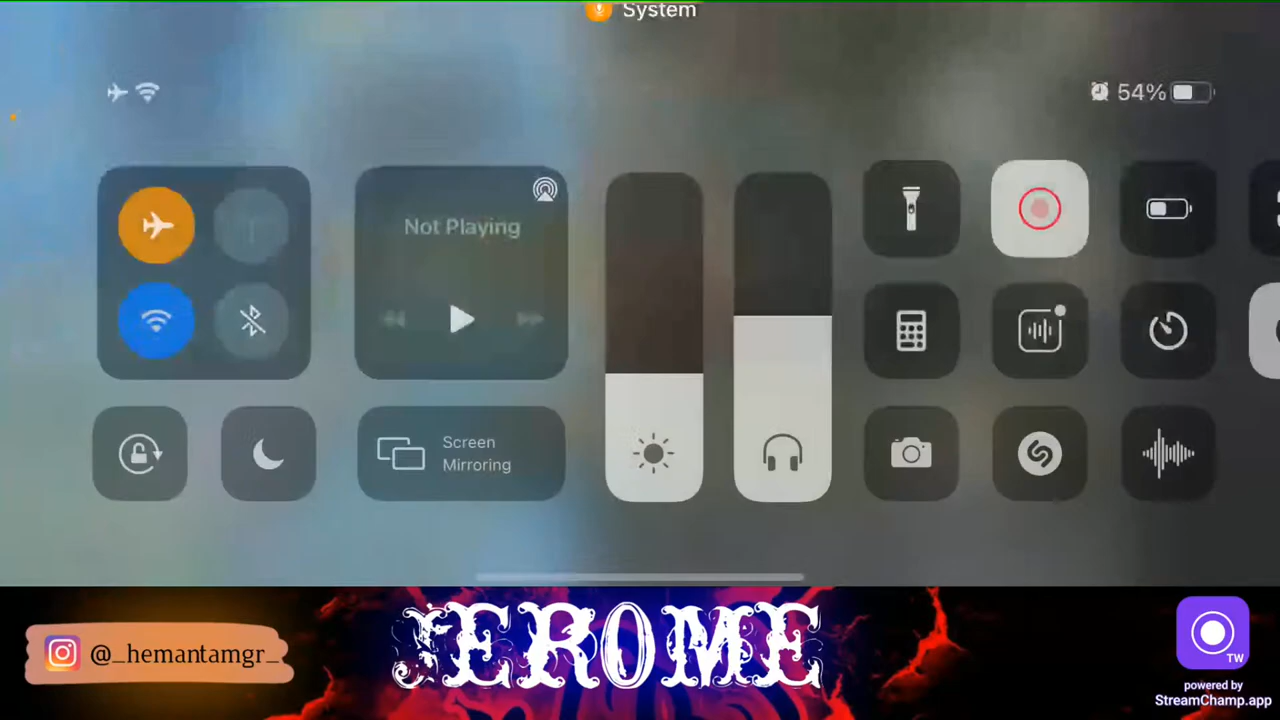 System
54%
Not Playing
Screen
Mirroring
@_hemantamgr_
JEROME
TW
powered by
StreamChamp.app